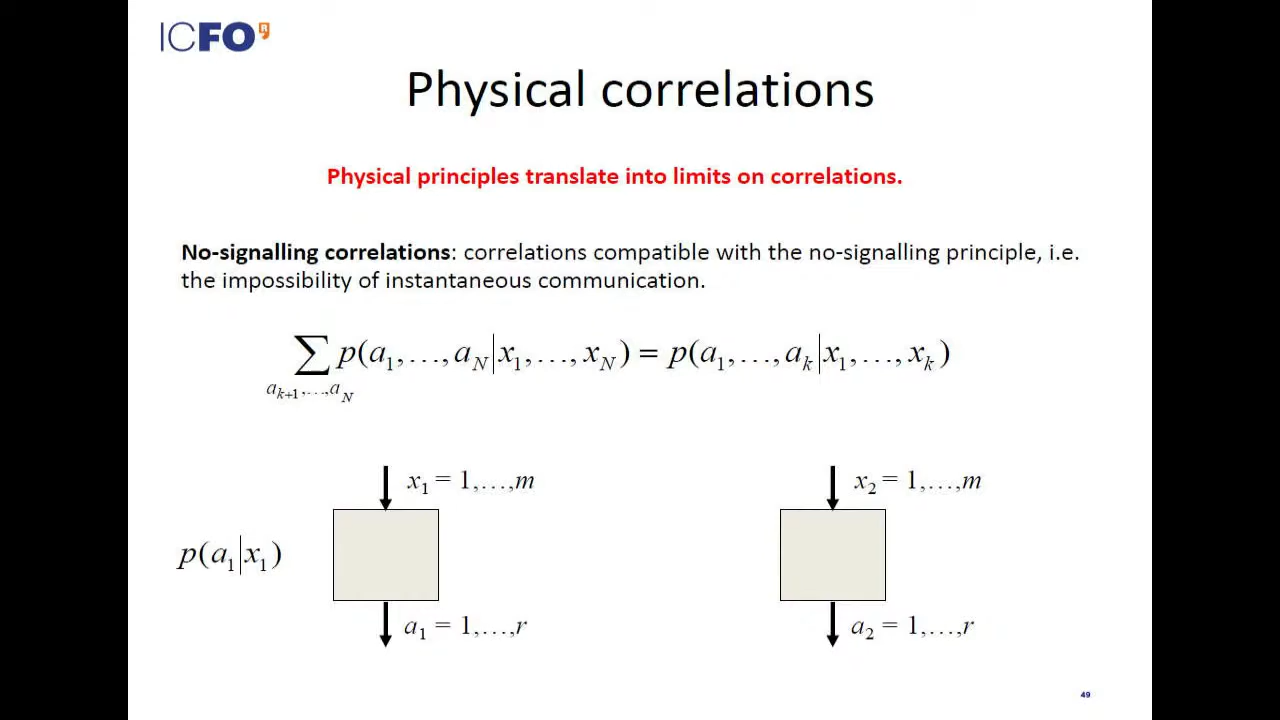 ICFO R
Physical correlations
Physical principles translate into limits on correlations.
No-signalling correlations: correlations compatible with the no-signalling principle, i.e.
the impossibility of instantaneous communication.
∑ p(a₁,…,a_N|x₁,…,x_N) = p(a₁,…,a_k|x₁,…,x_k)
a_{k+1},…,a_N
x₁ = 1,…,m
x₂ = 1,…,m
p(a₁|x₁)
a₁ = 1,…,r
a₂ = 1,…,r
49